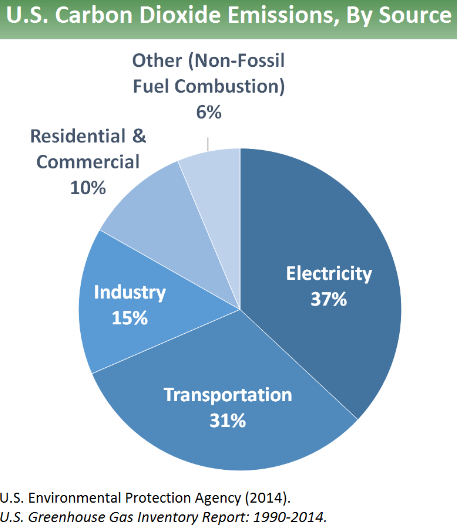 U.S. Carbon Dioxide Emissions, By Source
Other (Non-Fossil
Fuel Combustion)
6%
Residential &
Commercial
10%
Electricity
37%
Industry
15%
Transportation
31%
U.S. Environmental Protection Agency (2014).
U.S. Greenhouse Gas Inventory Report: 1990-2014.